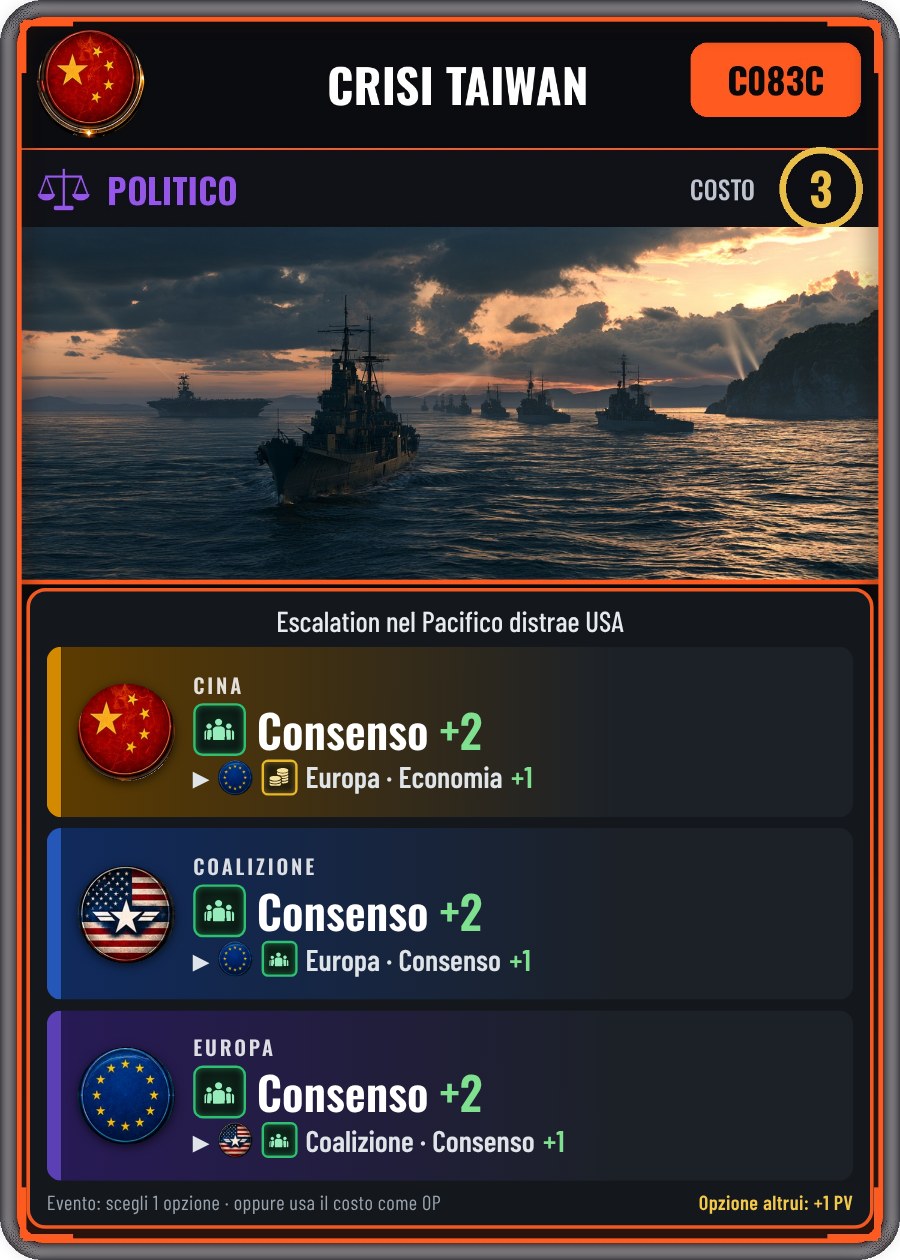 CRISI TAIWAN
C083C
POLITICO
COSTO
3
Escalation nel Pacifico distrae USA
CINA
Consenso +2
▶ Europa · Economia +1
COALIZIONE
Consenso +2
▶ Europa · Consenso +1
EUROPA
Consenso +2
▶ Coalizione · Consenso +1
Evento: scegli 1 opzione · oppure usa il costo come OP
Opzione altrui: +1 PV